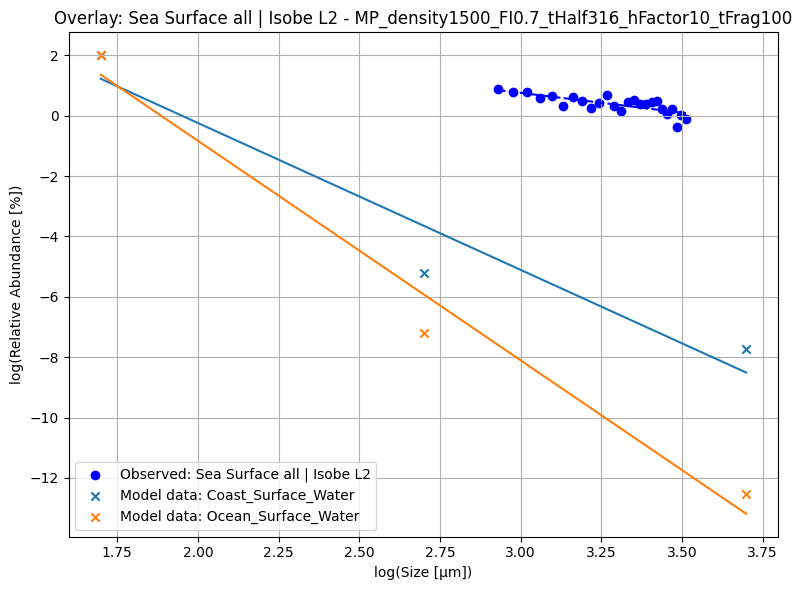 Overlay: Sea Surface all | Isobe L2 - MP_density1500_FI0.7_tHalf316_hFactor10_tFrag100
log(Relative Abundance [%])
2
0
−2
−4
−6
−8
−10
−12
Observed: Sea Surface all | Isobe L2
Model data: Coast_Surface_Water
Model data: Ocean_Surface_Water
1.75 2.00 2.25 2.50 2.75 3.00 3.25 3.50 3.75
log(Size [µm])